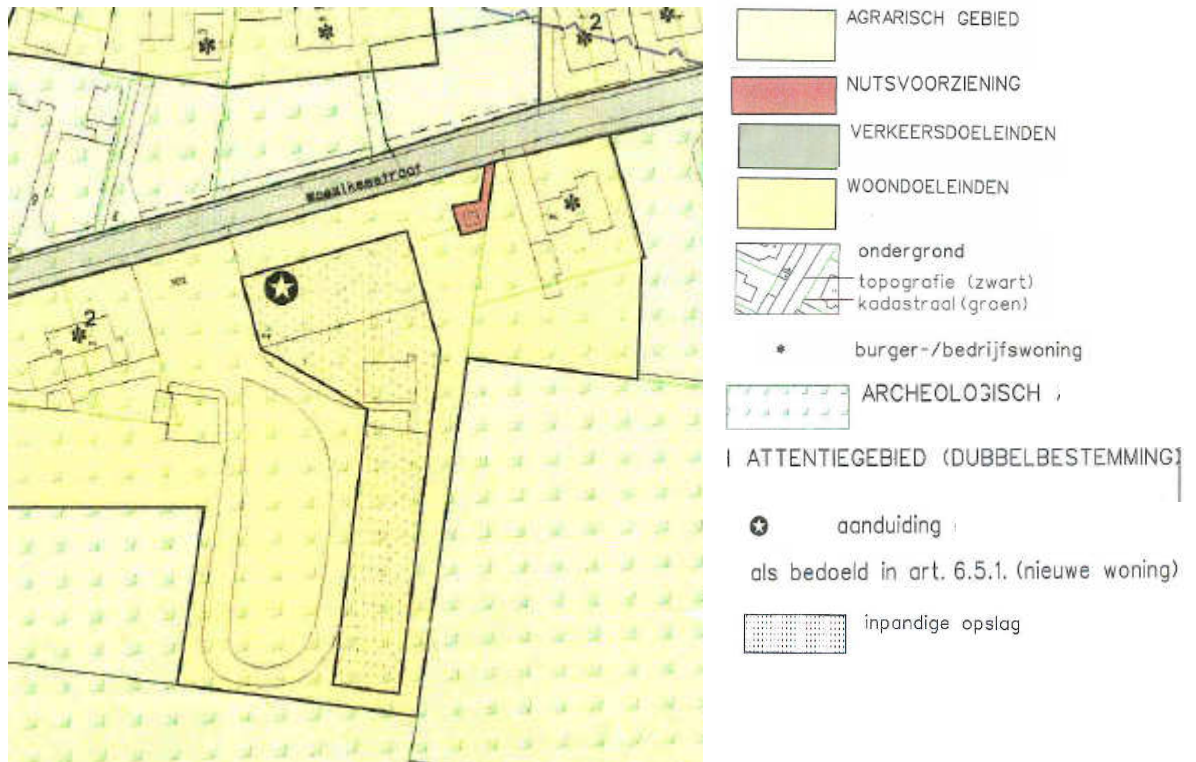 2
2
AGRARISCH GEBIED
NUTSVOORZIENING
VERKEERSDOELEINDEN
WOONDOELEINDEN
ondergrond
topografie (zwart)
kadastraal (groen)
burger-/bedrijfswoning
ARCHEOLOGISCH
ATTENTIEGEBIED (DUBBELBESTEMMING)
aanduiding
als bedoeld in art. 6.5.1. (nieuwe woning)
inpandige opslag